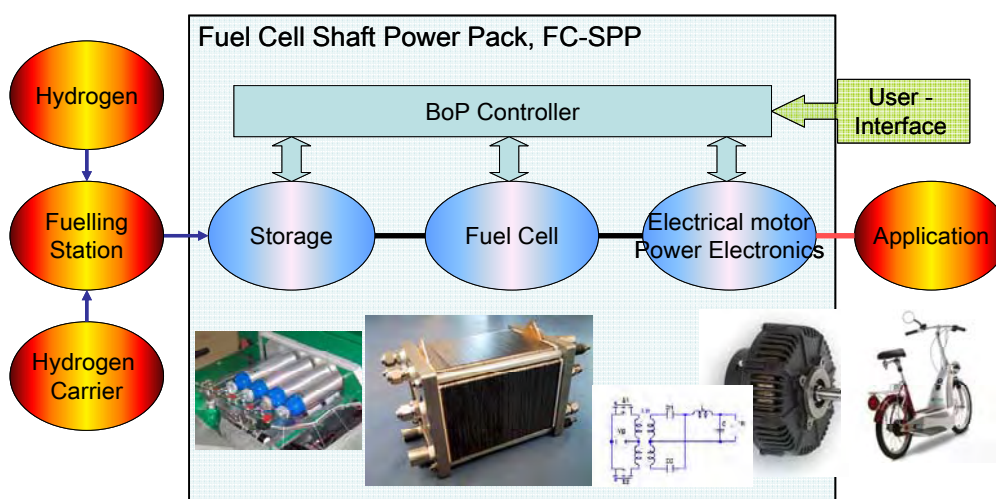 Fuel Cell Shaft Power Pack, FC-SPP
Hydrogen
BoP Controller
User -
Interface
Fuelling
Station
Storage
Fuel Cell
Electrical motor
Power Electronics
Application
Hydrogen
Carrier